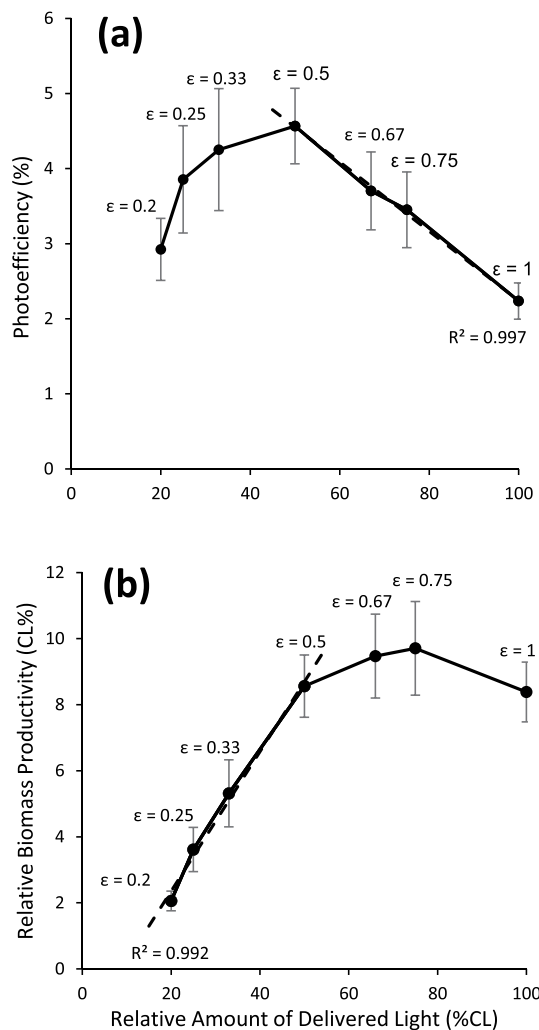 (a)
6
5
4
3
2
1
0
Photoefficiency (%)
ε = 0.2
ε = 0.25
ε = 0.33
ε = 0.5
ε = 0.67
ε = 0.75
ε = 1
R² = 0.997
0 20 40 60 80 100
(b)
12
10
8
6
4
2
0
Relative Biomass Productivity (CL%)
ε = 0.2
ε = 0.25
ε = 0.33
ε = 0.5
ε = 0.67
ε = 0.75
ε = 1
R² = 0.992
0 20 40 60 80 100
Relative Amount of Delivered Light (%CL)